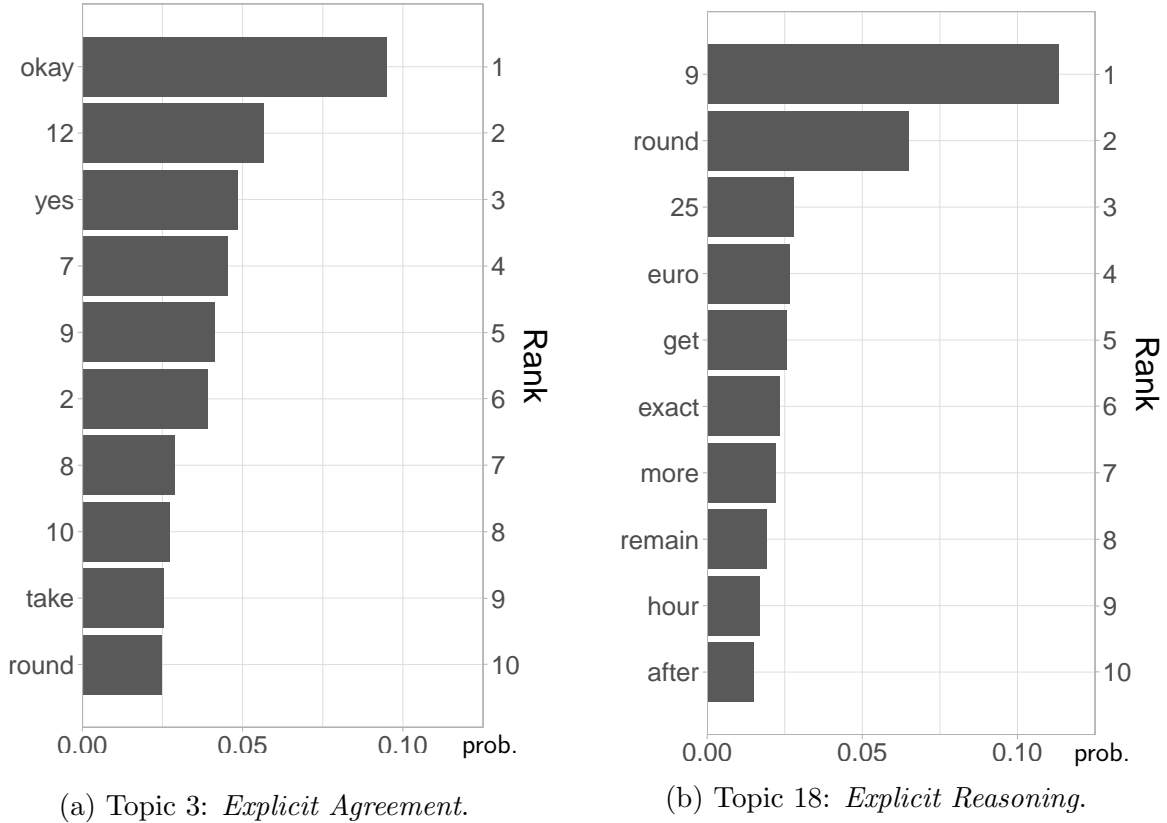 okay 1
12 2
yes 3
7 4
9 5
2 6
8 7
10 8
take 9
round 10
Rank
0.00 0.05 0.10 prob.
(a) Topic 3: Explicit Agreement.
9 1
round 2
25 3
euro 4
get 5
exact 6
more 7
remain 8
hour 9
after 10
Rank
0.00 0.05 0.10 prob.
(b) Topic 18: Explicit Reasoning.